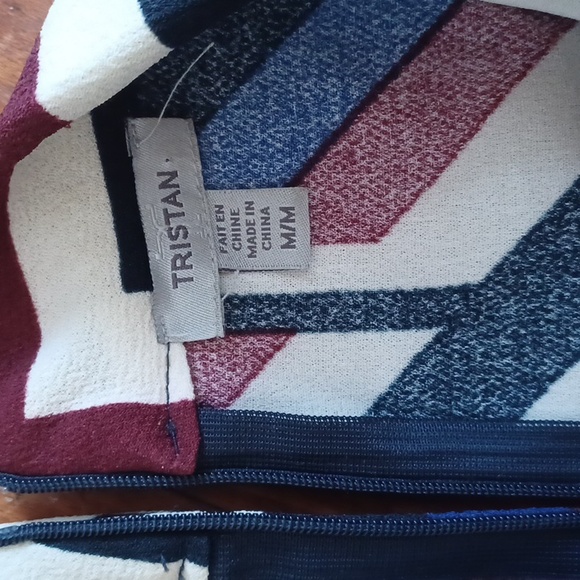 TRISTAN
FAIT EN
CHINE
MADE IN
CHINA
M/M